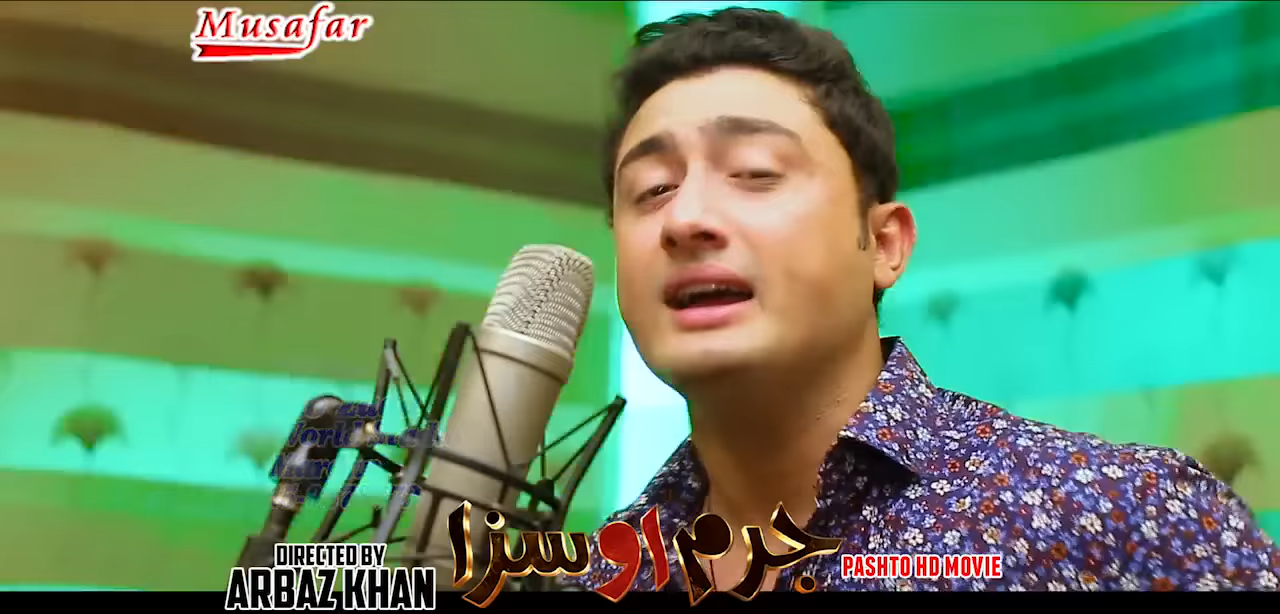 Musafar
DIRECTED BY
ARBAZ KHAN
جرم او سزا
PASHTO HD MOVIE